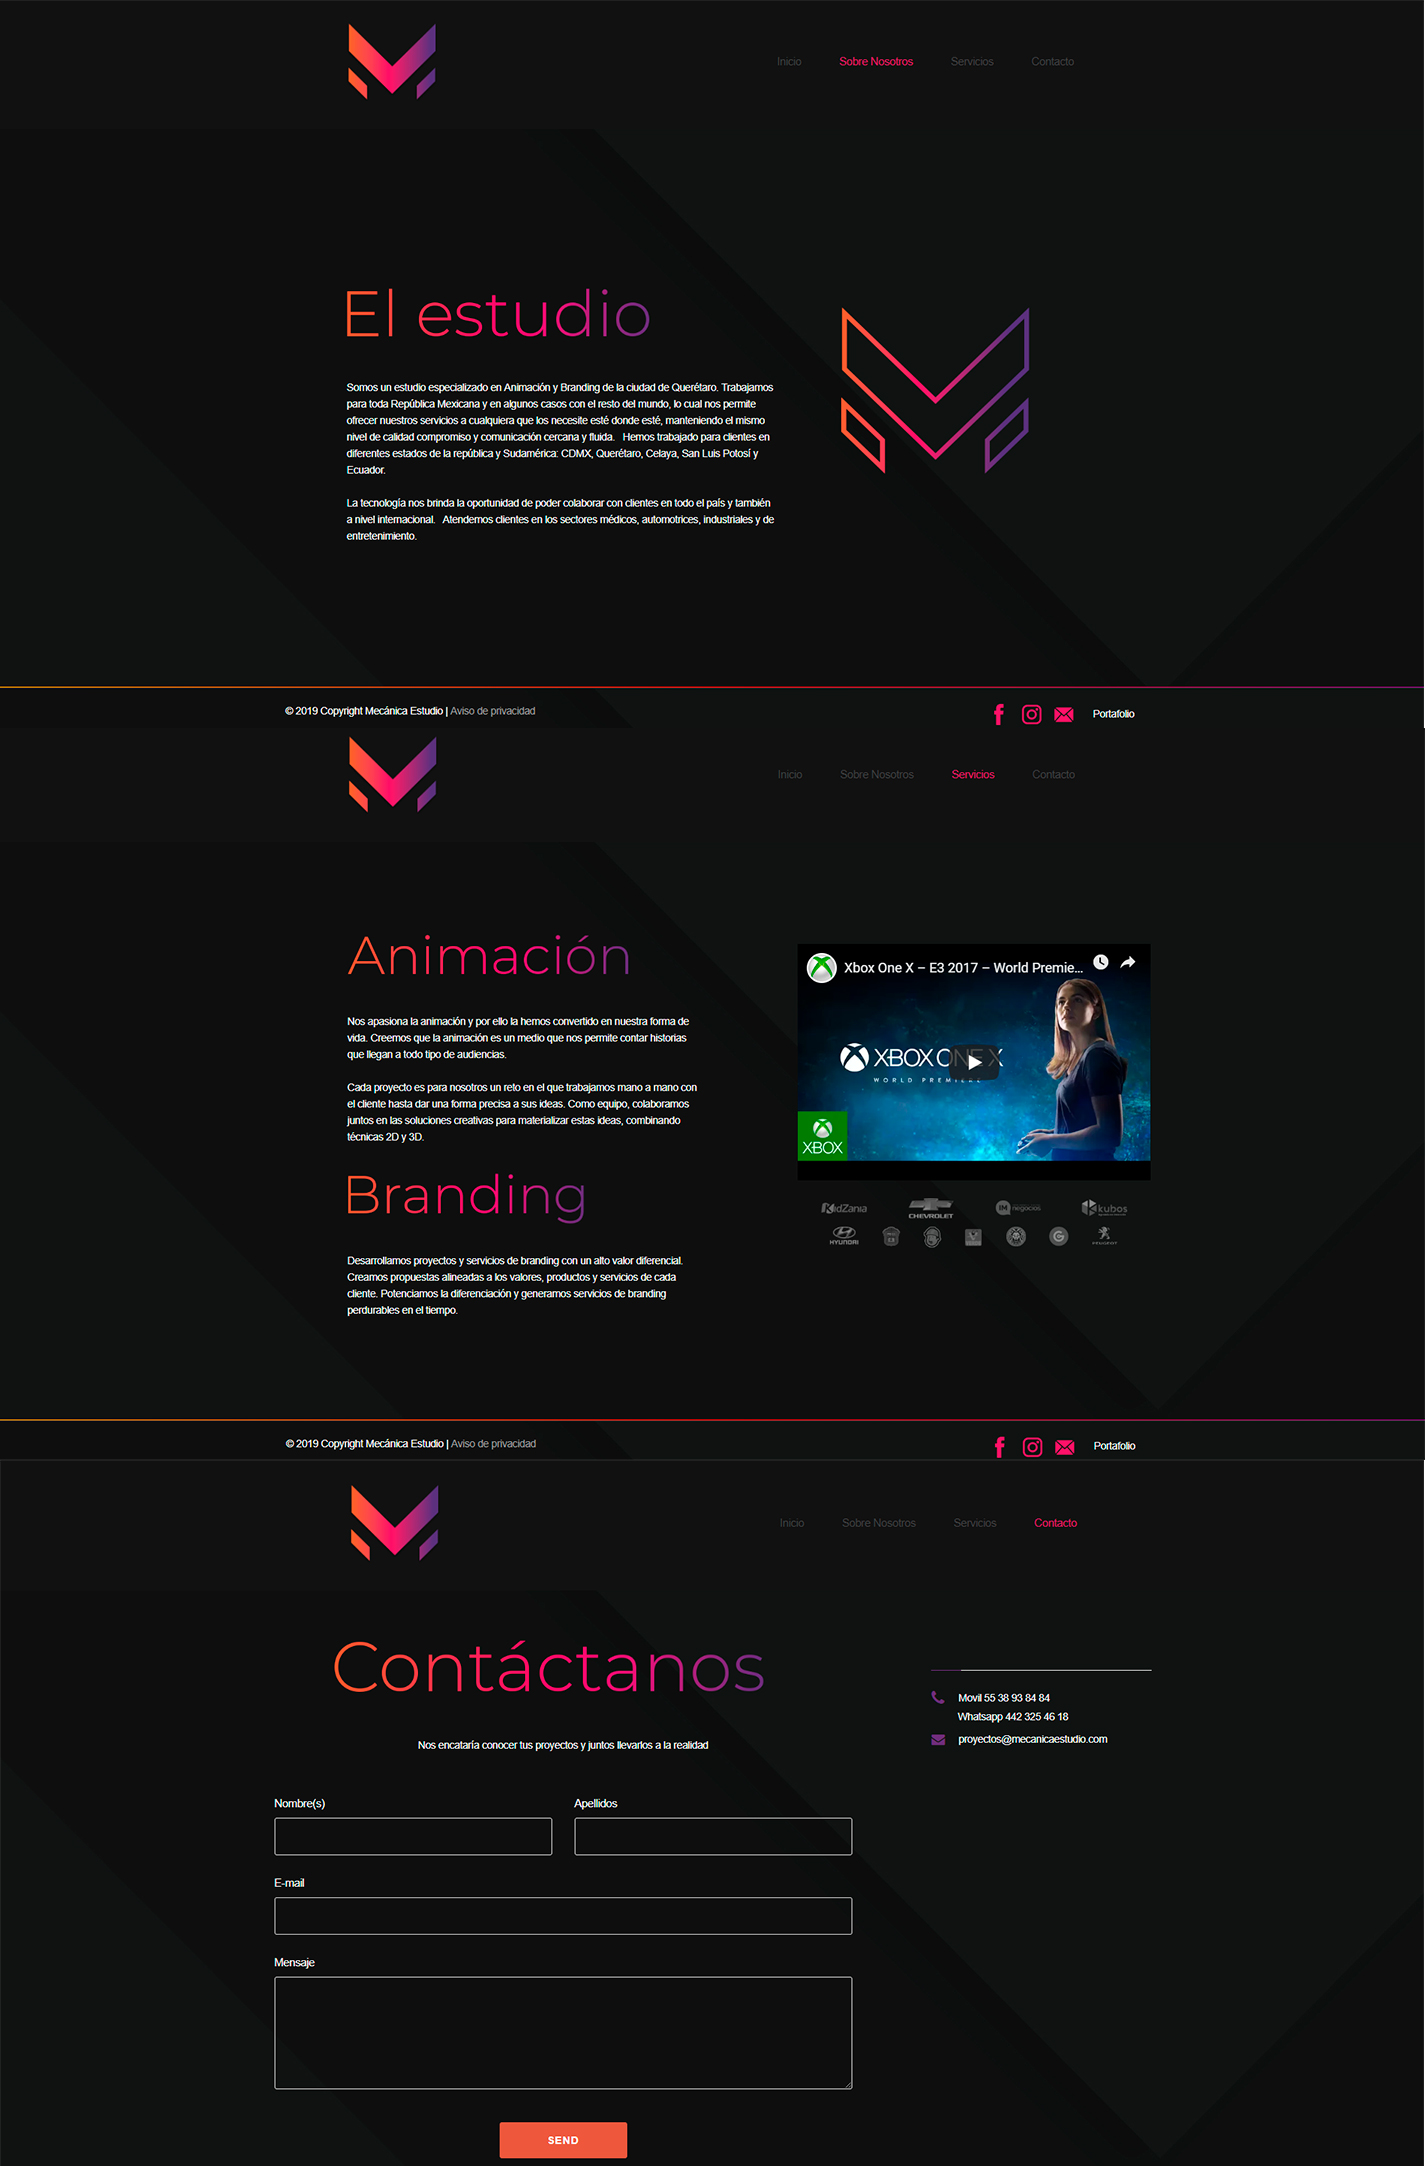 Inicio Sobre Nosotros Servicios Contacto
El estudio
Somos un estudio especializado en Animación y Branding de la ciudad de Querétaro. Trabajamos
para toda República Mexicana y en algunos casos con el resto del mundo, lo cual nos permite
ofrecer nuestros servicios a cualquiera que los necesite esté donde esté, manteniendo el mismo
nivel de calidad compromiso y comunicación cercana y fluida. Hemos trabajado para clientes en
diferentes estados de la república y Sudamérica: CDMX, Querétaro, Celaya, San Luis Potosí y
Ecuador.
La tecnología nos brinda la oportunidad de poder colaborar con clientes en todo el país y también
a nivel internacional. Atendemos clientes en los sectores médicos, automotrices, industriales y de
entretenimiento.
© 2019 Copyright Mecánica Estudio | Aviso de privacidad
Portafolio
Inicio Sobre Nosotros Servicios Contacto
Animación
Nos apasiona la animación y por ello la hemos convertido en nuestra forma de
vida. Creemos que la animación es un medio que nos permite contar historias
que llegan a todo tipo de audiencias.
Cada proyecto es para nosotros un reto en el que trabajamos mano a mano con
el cliente hasta dar una forma precisa a sus ideas. Como equipo, colaboramos
juntos en las soluciones creativas para materializar estas ideas, combinando
técnicas 2D y 3D.
Branding
Desarrollamos proyectos y servicios de branding con un alto valor diferencial.
Creamos propuestas alineadas a los valores, productos y servicios de cada
cliente. Potenciamos la diferenciación y generamos servicios de branding
perdurables en el tiempo.
Xbox One X – E3 2017 – World Premie...
XBOX ONE X
WORLD PREMIERE
XBOX
KidZania CHEVROLET IM negocios Kkubos
HYUNDAI G PEUGEOT
© 2019 Copyright Mecánica Estudio | Aviso de privacidad
Portafolio
Inicio Sobre Nosotros Servicios Contacto
Contáctanos
Nos encataría conocer tus proyectos y juntos llevarlos a la realidad
Movil 55 38 93 84 84
Whatsapp 442 325 46 18
proyectos@mecanicaestudio.com
Nombre(s) Apellidos
E-mail
Mensaje
SEND